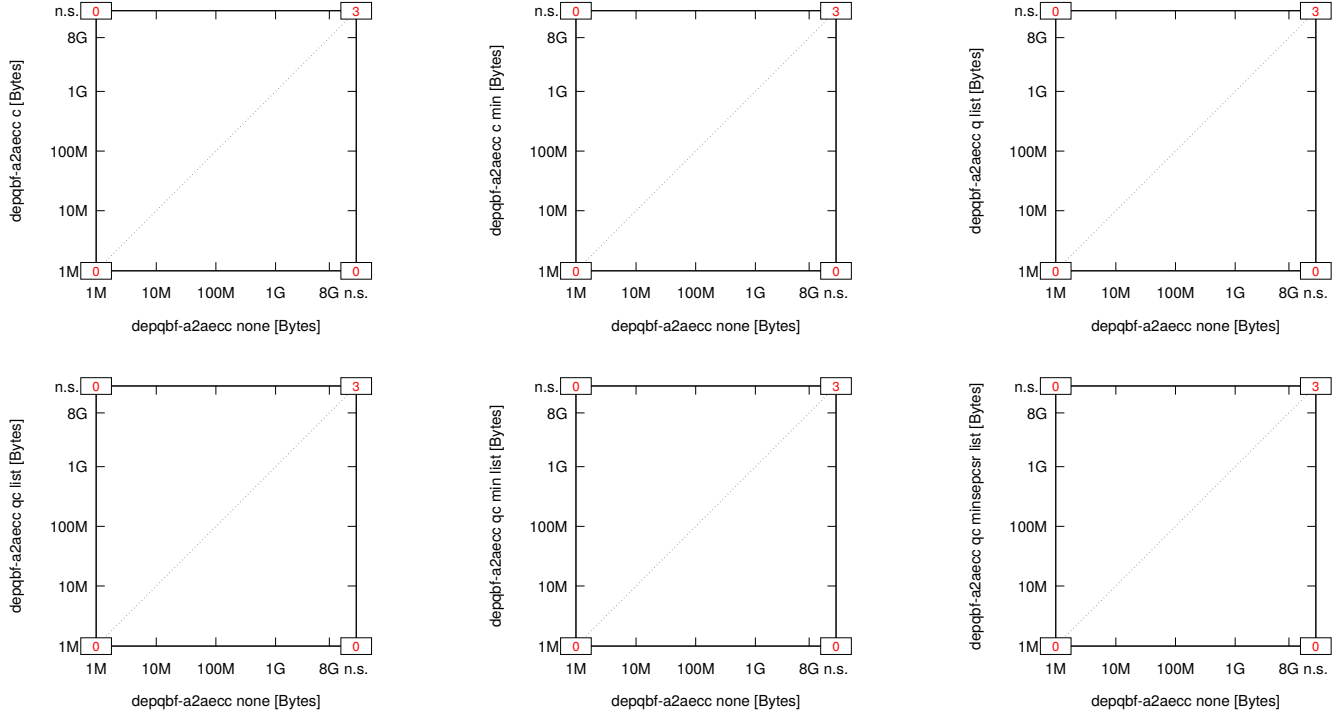 n.s. 0 3
8G
1G
100M
10M
1M 0 0
1M 10M 100M 1G 8G n.s.
depqbf-a2aecc none [Bytes]
depqbf-a2aecc c [Bytes]
n.s. 0 3
8G
1G
100M
10M
1M 0 0
1M 10M 100M 1G 8G n.s.
depqbf-a2aecc none [Bytes]
depqbf-a2aecc c min [Bytes]
n.s. 0 3
8G
1G
100M
10M
1M 0 0
1M 10M 100M 1G 8G n.s.
depqbf-a2aecc none [Bytes]
depqbf-a2aecc q list [Bytes]
n.s. 0 3
8G
1G
100M
10M
1M 0 0
1M 10M 100M 1G 8G n.s.
depqbf-a2aecc none [Bytes]
depqbf-a2aecc qc list [Bytes]
n.s. 0 3
8G
1G
100M
10M
1M 0 0
1M 10M 100M 1G 8G n.s.
depqbf-a2aecc none [Bytes]
depqbf-a2aecc qc min list [Bytes]
n.s. 0 3
8G
1G
100M
10M
1M 0 0
1M 10M 100M 1G 8G n.s.
depqbf-a2aecc none [Bytes]
depqbf-a2aecc qc minsepcsr list [Bytes]